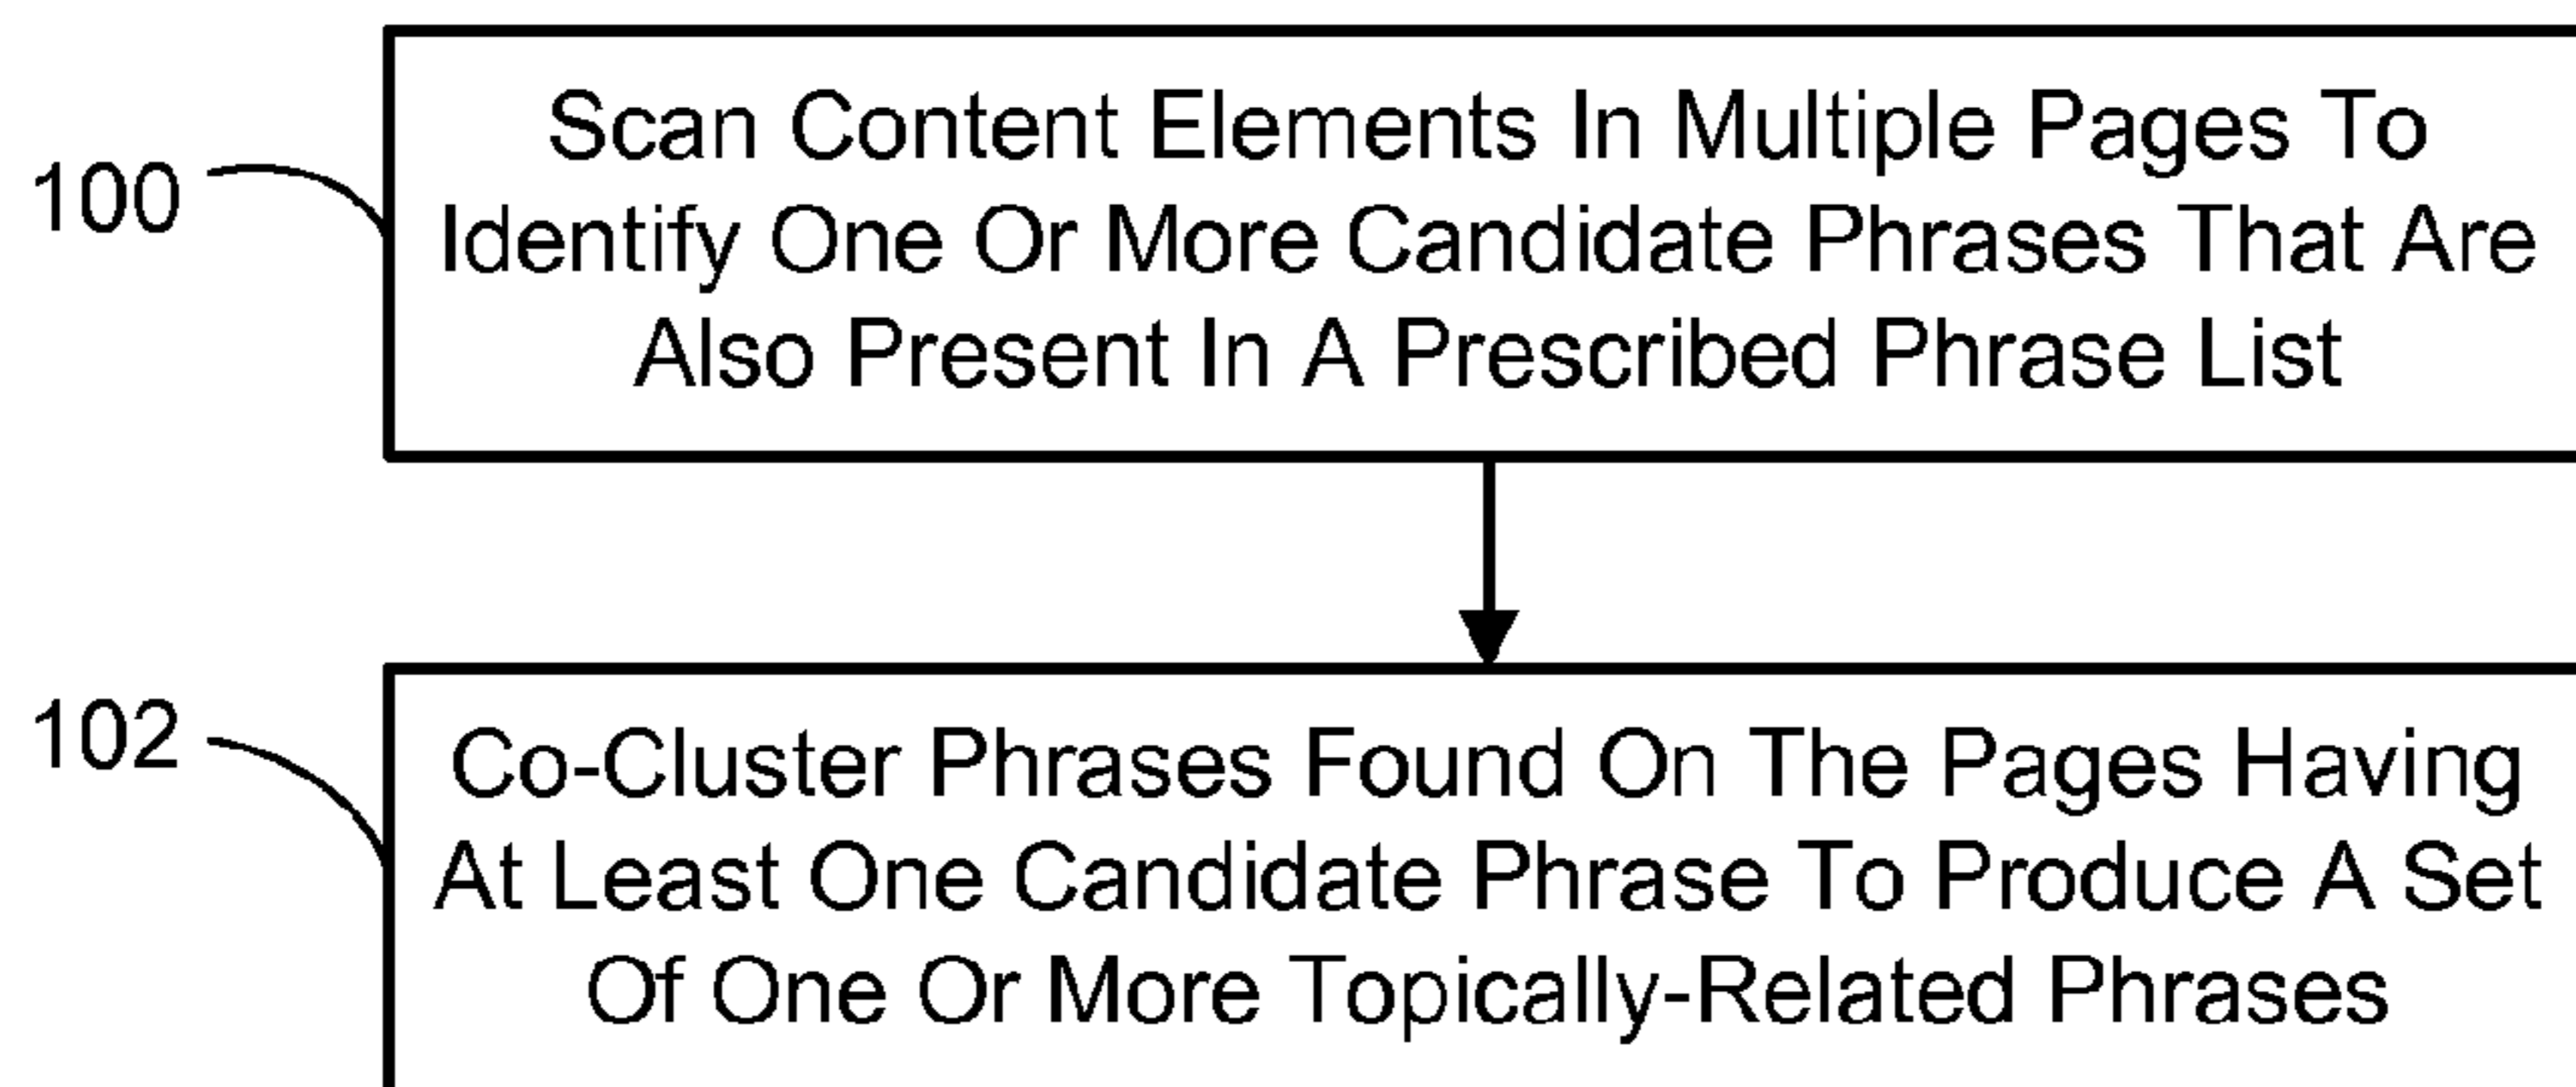 100
Scan Content Elements In Multiple Pages To
Identify One Or More Candidate Phrases That Are
Also Present In A Prescribed Phrase List
102
Co-Cluster Phrases Found On The Pages Having
At Least One Candidate Phrase To Produce A Set
Of One Or More Topically-Related Phrases